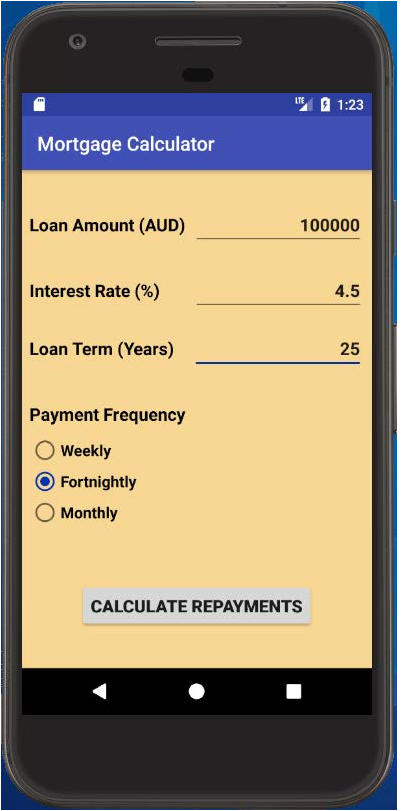 LTE 1:23
Mortgage Calculator
Loan Amount (AUD) 100000
Interest Rate (%) 4.5
Loan Term (Years) 25
Payment Frequency
Weekly
Fortnightly
Monthly
CALCULATE REPAYMENTS